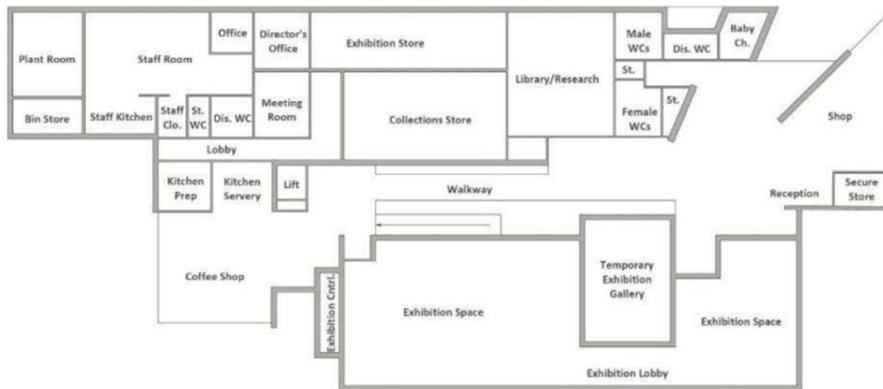 Office
Director's
Office
Exhibition Store
Male
WCs
Dis. WC
Baby
Ch.
Plant Room
Staff Room
Library/Research
St.
Shop
Bin Store
Staff Kitchen
Staff
Clo.
St.
WC
Dis. WC
Meeting
Room
Collections Store
Female
WCs
St.
Lobby
Kitchen
Prep
Kitchen
Servery
Lift
Walkway
Reception
Secure
Store
Coffee Shop
Exhibition Cntrl.
Exhibition Space
Temporary
Exhibition
Gallery
Exhibition Space
Exhibition Lobby